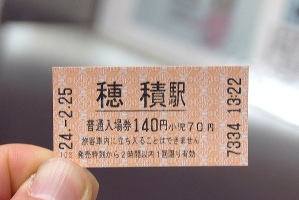 24.-2.25
穂積駅
普通入場券140円小児70円
旅客車内に立ち入ることはできません
発売時刻から2時間以内1回限り有効
7334 13:22